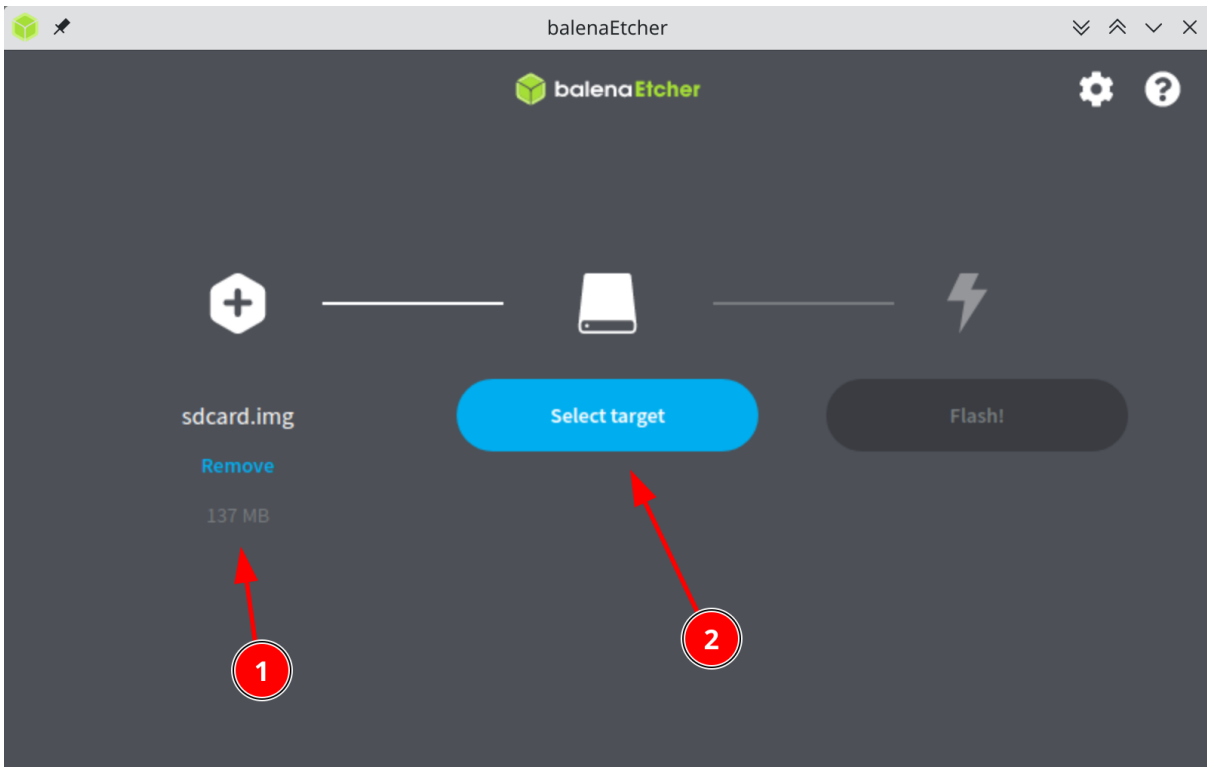 balenaEtcher
balenaEtcher
?
sdcard.img
Select target
Flash!
Remove
137 MB
1
2